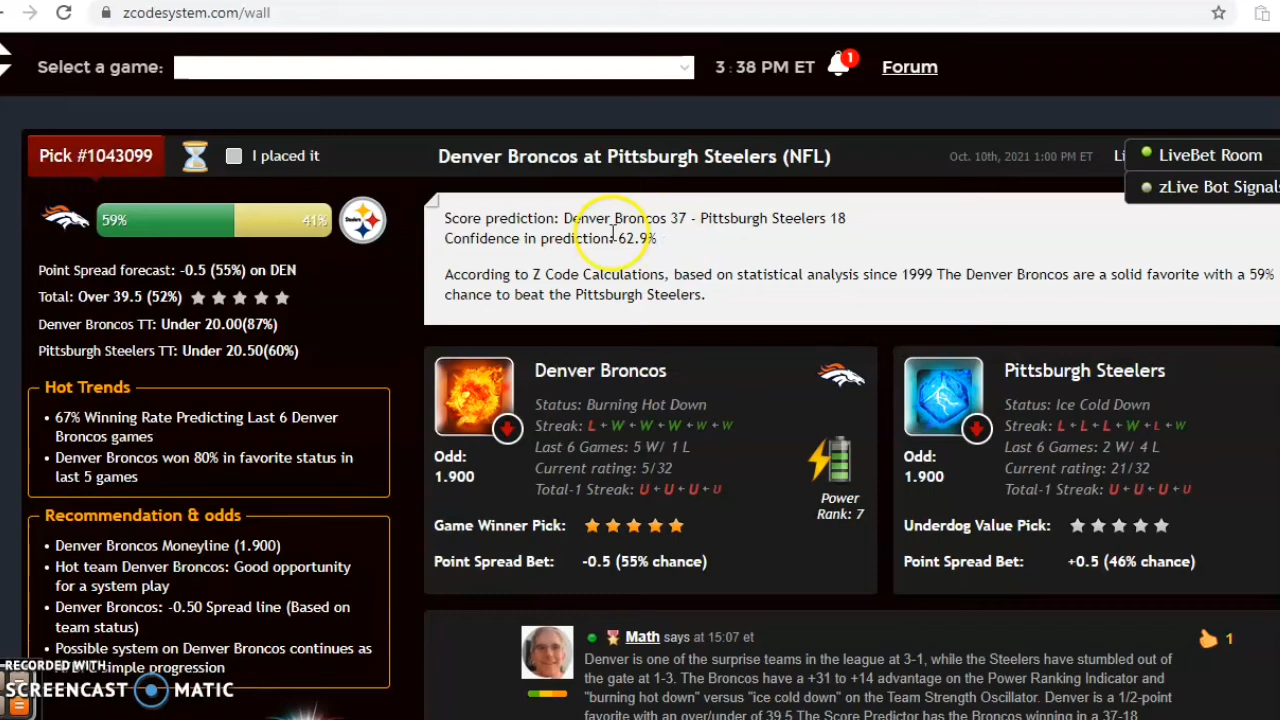 zcodesystem.com/wall
Select a game:
3:38 PM ET
1
Forum
Pick #1043099
I placed it
Denver Broncos at Pittsburgh Steelers (NFL)
Oct. 10th, 2021 1:00 PM ET
Li
LiveBet Room
zLive Bot Signals
59%
41%
Steelers
Score prediction: Denver Broncos 37 - Pittsburgh Steelers 18
Confidence in prediction: 62.9%
According to Z Code Calculations, based on statistical analysis since 1999 The Denver Broncos are a solid favorite with a 59%
chance to beat the Pittsburgh Steelers.
Point Spread forecast: -0.5 (55%) on DEN
Total: Over 39.5 (52%)
Denver Broncos TT: Under 20.00(87%)
Pittsburgh Steelers TT: Under 20.50(60%)
Hot Trends
• 67% Winning Rate Predicting Last 6 Denver
Broncos games
• Denver Broncos won 80% in favorite status in
last 5 games
Recommendation & odds
• Denver Broncos Moneyline (1.900)
• Hot team Denver Broncos: Good opportunity
for a system play
• Denver Broncos: -0.50 Spread line (Based on
team status)
• Possible system on Denver Broncos continues as
simple progression
RECORDED WITH
SCREENCAST MATIC
Denver Broncos
Status: Burning Hot Down
Streak: L + W + W + W + W + W
Last 6 Games: 5 W/ 1 L
Current rating: 5/32
Total-1 Streak: U + U + U + U
Odd:
1.900
Power
Rank: 7
Game Winner Pick:
Point Spread Bet: -0.5 (55% chance)
Pittsburgh Steelers
Status: Ice Cold Down
Streak: L + L + L + W + L + W
Last 6 Games: 2 W/ 4 L
Current rating: 21/32
Total-1 Streak: U + U + U + U
Odd:
1.900
Underdog Value Pick:
Point Spread Bet: +0.5 (46% chance)
Math says at 15:07 et
1
Denver is one of the surprise teams in the league at 3-1, while the Steelers have stumbled out of
the gate at 1-3. The Broncos have a +31 to +14 advantage on the Power Ranking Indicator and
"burning hot down" versus "ice cold down" on the Team Strength Oscillator. Denver is a 1/2-point
favorite with an over/under of 39.5 The Score Predictor has the Broncos winning in a 37-18